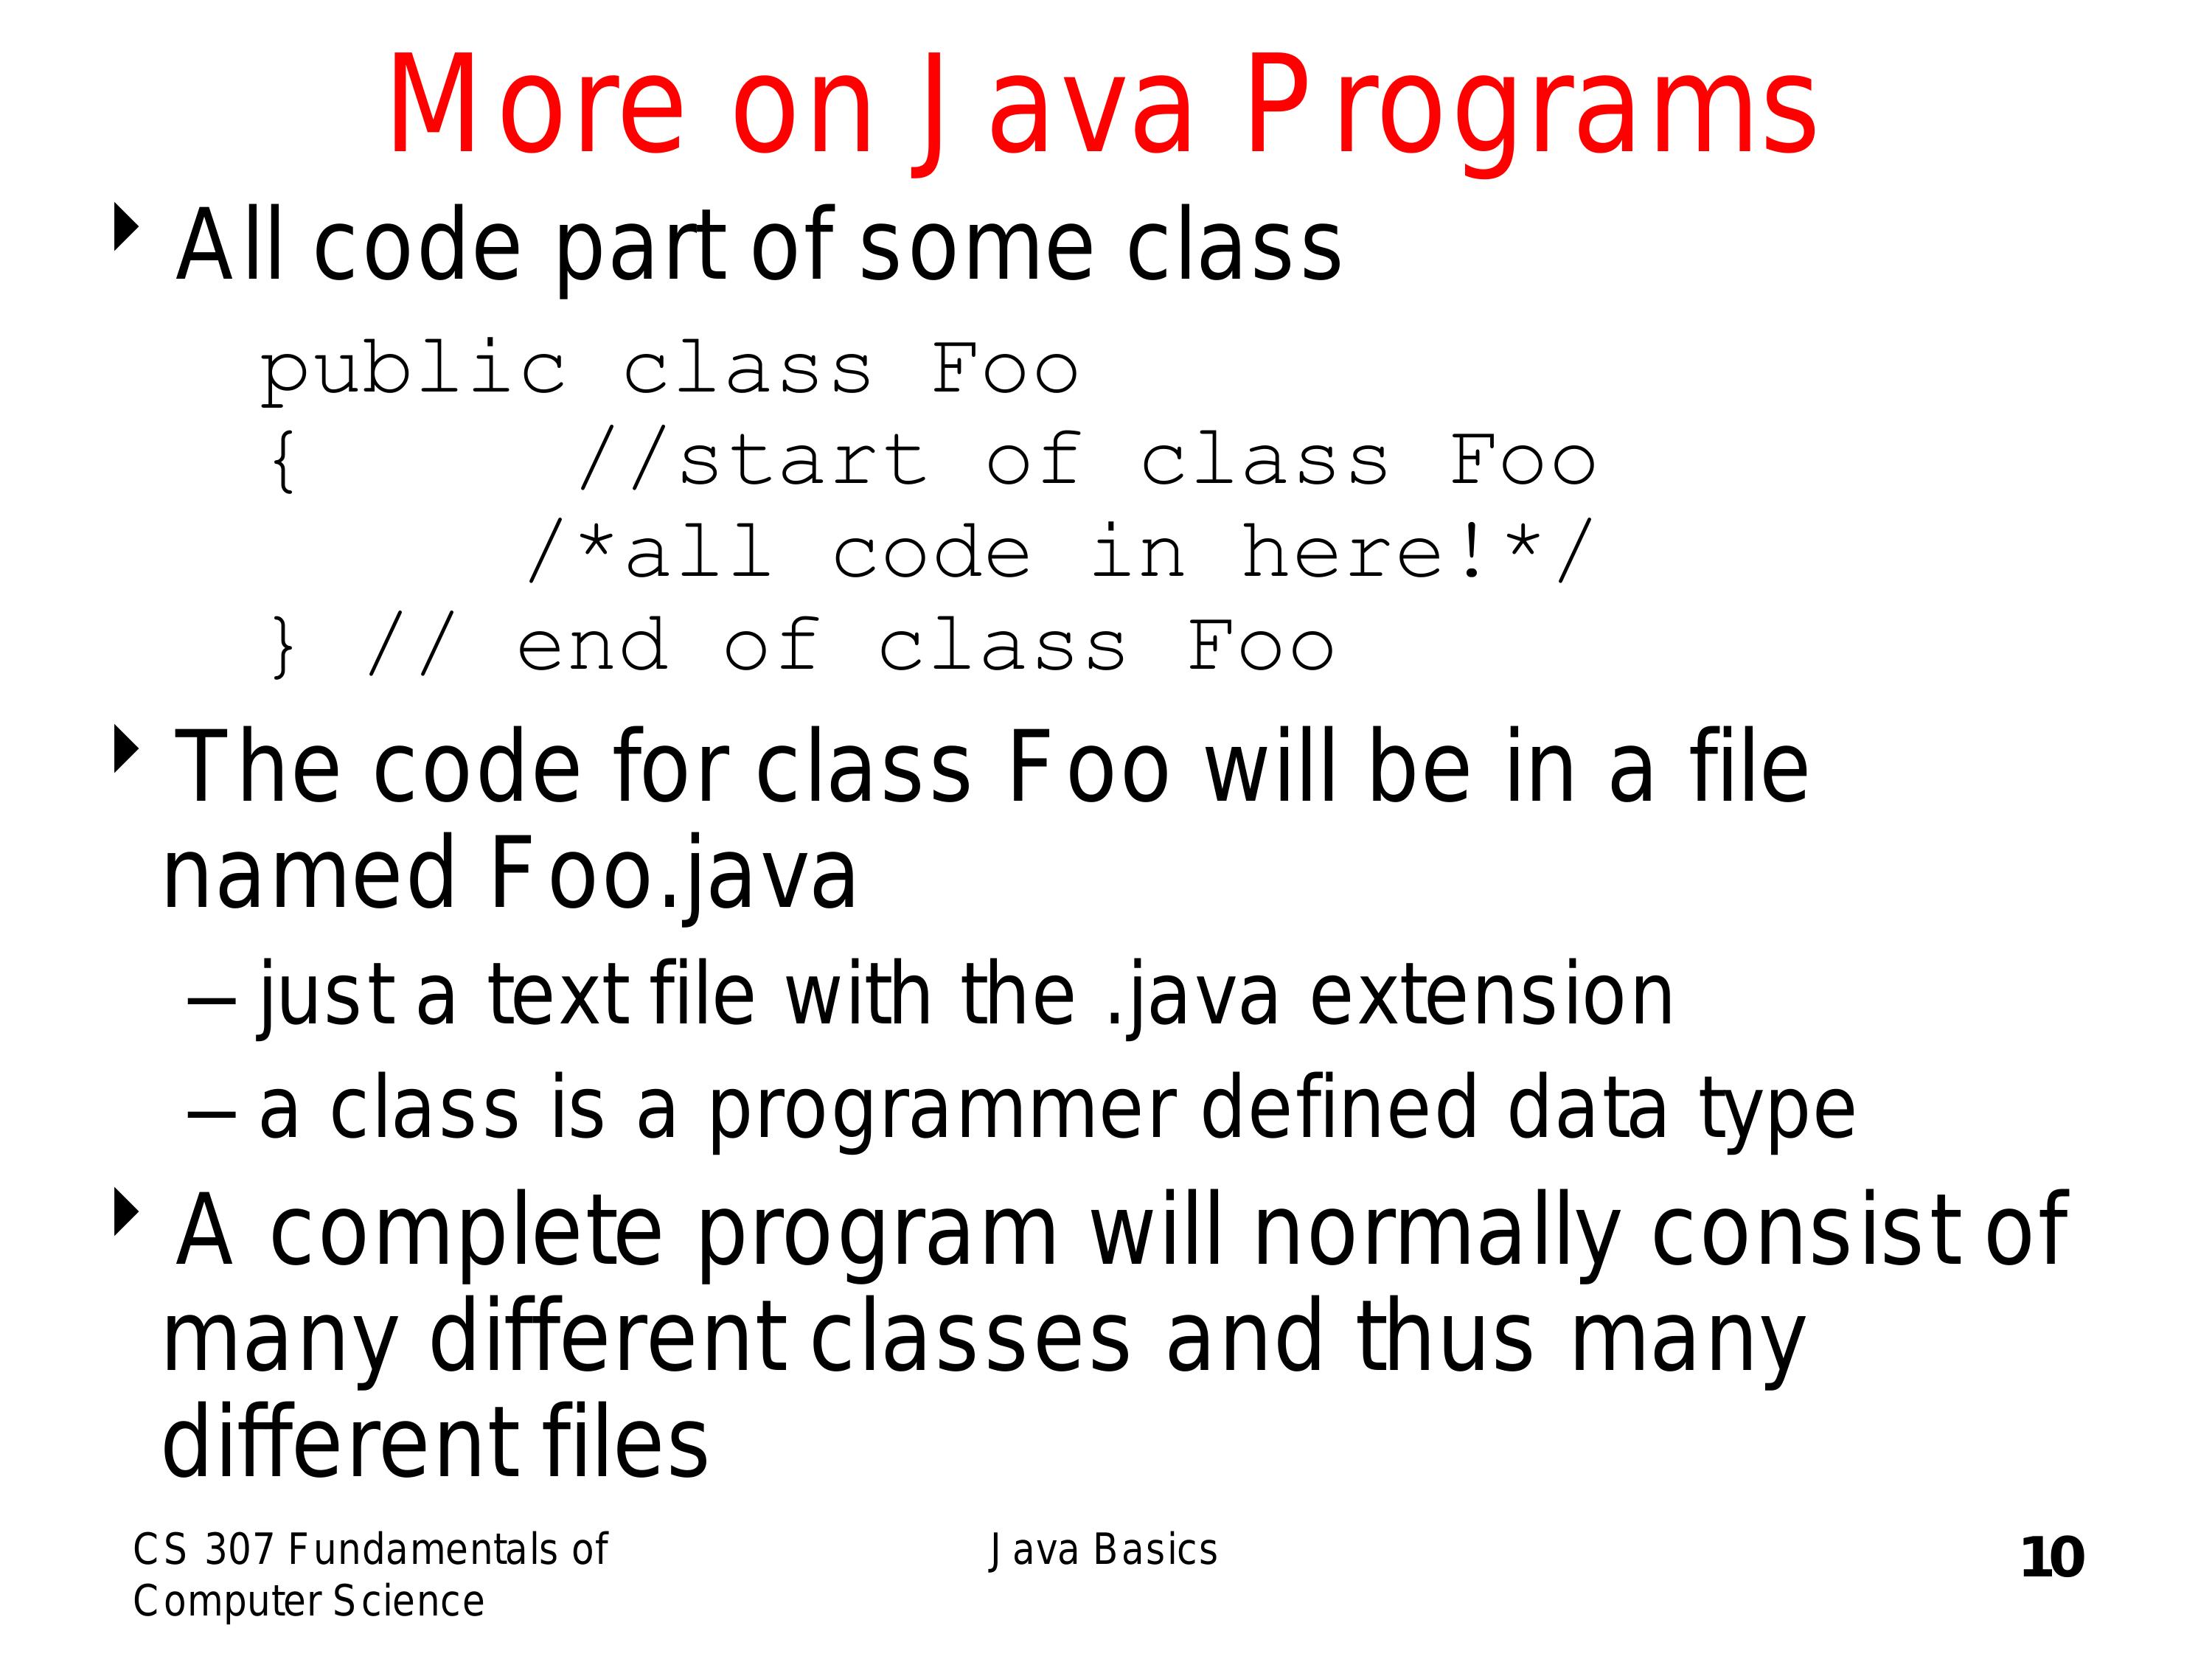 More on Java Programs
All code part of some class
public class Foo
{     //start of class Foo
     /*all code in here!*/
} // end of class Foo
The code for class Foo will be in a file
named Foo.java
– just a text file with the .java extension
– a class is a programmer defined data type
A complete program will normally consist of
many different classes and thus many
different files
CS 307 Fundamentals of
Computer Science
Java Basics
10